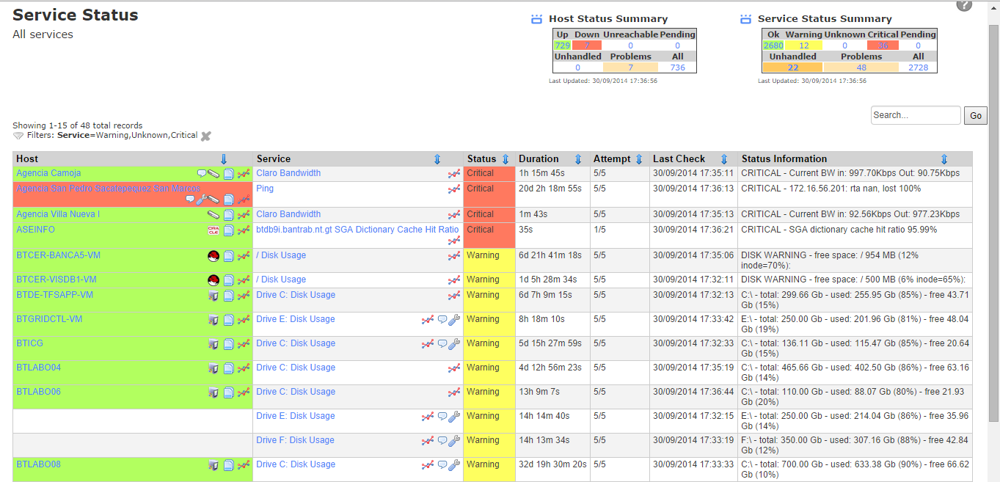 Service Status
All services
?
Host Status Summary
Up Down Unreachable Pending
729 7 0 0
Unhandled Problems All
0 7 736
Last Updated: 30/09/2014 17:36:56
Service Status Summary
Ok Warning Unknown Critical Pending
2680 12 0 36 0
Unhandled Problems All
22 48 2728
Last Updated: 30/09/2014 17:36:56
Search... Go
Showing 1-15 of 48 total records
Filters: Service=Warning,Unknown,Critical
Host Service Status Duration Attempt Last Check Status Information
Agencia Camoja Claro Bandwidth Critical 1h 15m 45s 5/5 30/09/2014 17:35:11 CRITICAL - Current BW in: 997.70Kbps Out: 90.75Kbps
Agencia San Pedro Sacatepequez San Marcos Ping Critical 20d 2h 18m 55s 5/5 30/09/2014 17:36:13 CRITICAL - 172.16.56.201: rta nan, lost 100%
Agencia Villa Nueva I Claro Bandwidth Critical 1m 43s 5/5 30/09/2014 17:35:13 CRITICAL - Current BW in: 92.56Kbps Out: 977.23Kbps
ASEINFO ORACLE btdb9i.bantrab.nt.gt SGA Dictionary Cache Hit Ratio Critical 35s 1/5 30/09/2014 17:36:21 CRITICAL - SGA dictionary cache hit ratio 95.99%
BTCER-BANCA5-VM / Disk Usage Warning 6d 21h 41m 18s 5/5 30/09/2014 17:35:06 DISK WARNING - free space: / 954 MB (12%
inode=70%):
BTCER-VISDB1-VM / Disk Usage Warning 1d 5h 28m 34s 5/5 30/09/2014 17:32:11 DISK WARNING - free space: / 500 MB (6% inode=65%):
BTDE-TFSAPP-VM Drive C: Disk Usage Warning 6d 7h 9m 15s 5/5 30/09/2014 17:32:13 C:\ - total: 299.66 Gb - used: 255.95 Gb (85%) - free 43.71
Gb (15%)
BTGRIDCTL-VM Drive E: Disk Usage Warning 8h 18m 10s 5/5 30/09/2014 17:33:42 E:\ - total: 250.00 Gb - used: 201.96 Gb (81%) - free 48.04
Gb (19%)
BTICG Drive C: Disk Usage Warning 5d 15h 27m 59s 5/5 30/09/2014 17:32:33 C:\ - total: 136.11 Gb - used: 115.47 Gb (85%) - free 20.64
Gb (15%)
BTLABO04 Drive C: Disk Usage Warning 4d 12h 56m 23s 5/5 30/09/2014 17:35:19 C:\ - total: 465.66 Gb - used: 402.50 Gb (86%) - free 63.16
Gb (14%)
BTLABO06 Drive C: Disk Usage Warning 13h 9m 7s 5/5 30/09/2014 17:36:44 C:\ - total: 110.00 Gb - used: 88.07 Gb (80%) - free 21.93
Gb (20%)
Drive E: Disk Usage Warning 14h 14m 40s 5/5 30/09/2014 17:32:15 E:\ - total: 250.00 Gb - used: 214.04 Gb (86%) - free 35.96
Gb (14%)
Drive F: Disk Usage Warning 14h 13m 34s 5/5 30/09/2014 17:33:19 F:\ - total: 350.00 Gb - used: 307.16 Gb (88%) - free 42.84
Gb (12%)
BTLABO08 Drive C: Disk Usage Warning 32d 19h 30m 20s 5/5 30/09/2014 17:33:33 C:\ - total: 700.00 Gb - used: 633.38 Gb (90%) - free 66.62
Gb (10%)